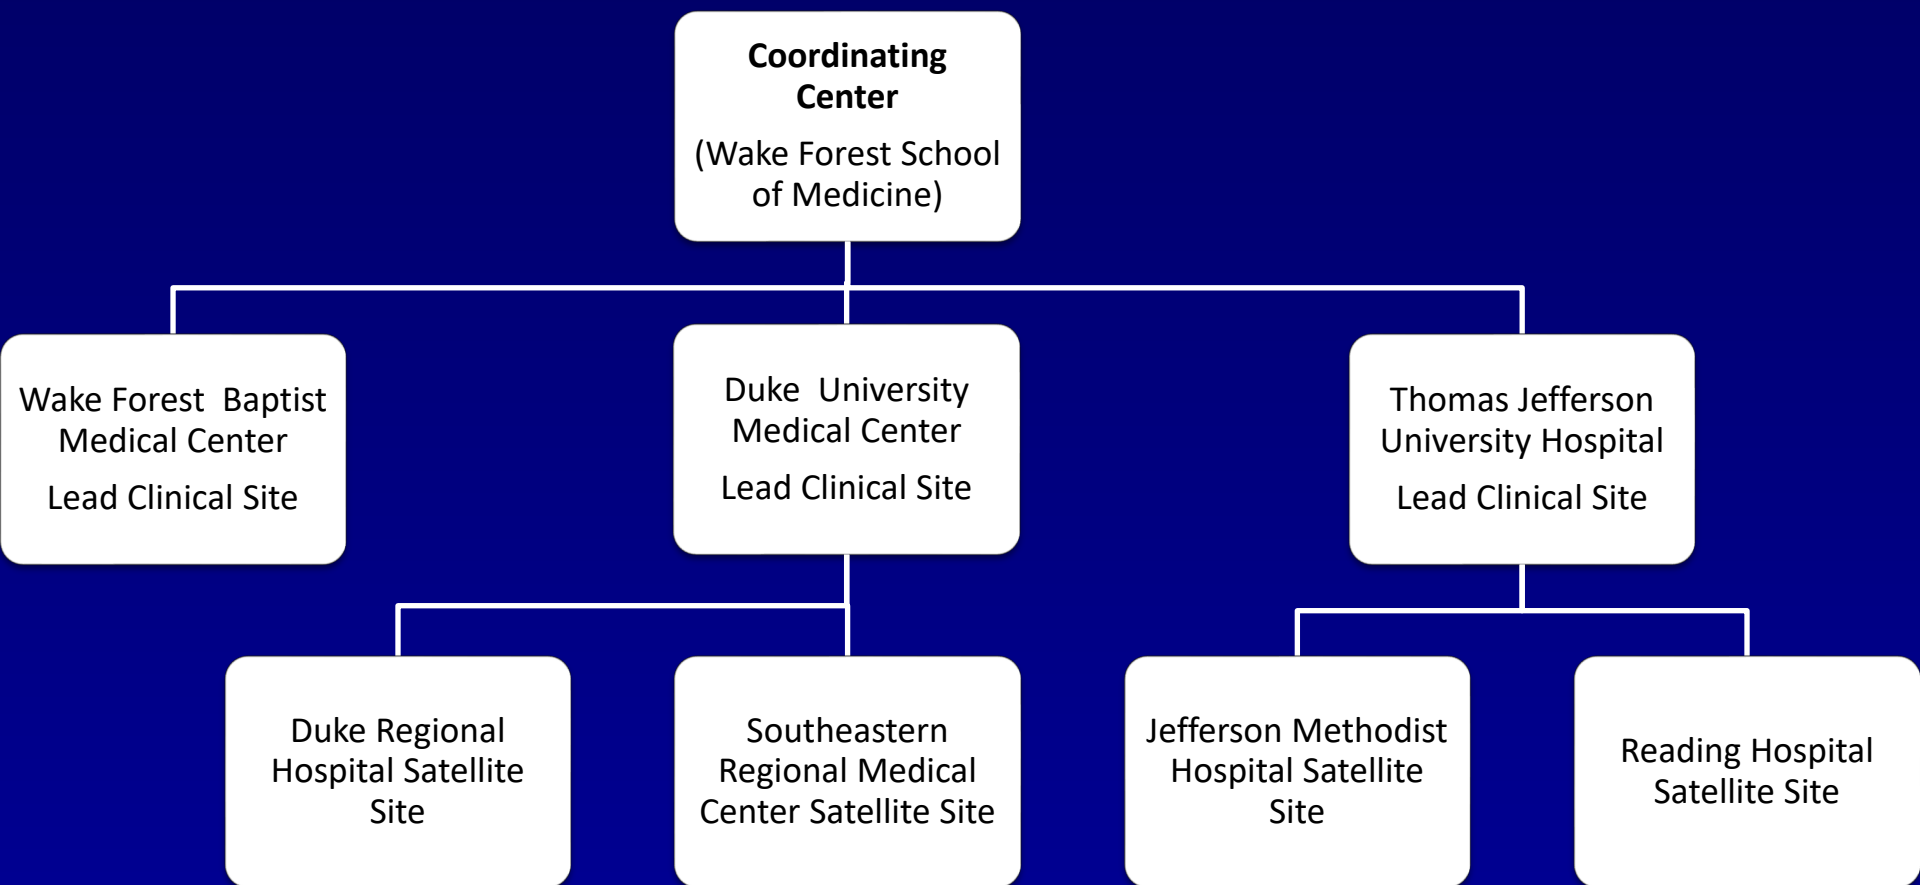 Coordinating
Center
(Wake Forest School
of Medicine)
Wake Forest  Baptist
Medical Center
Lead Clinical Site
Duke  University
Medical Center
Lead Clinical Site
Thomas Jefferson
University Hospital
Lead Clinical Site
Duke Regional
Hospital Satellite
Site
Southeastern
Regional Medical
Center Satellite Site
Jefferson Methodist
Hospital Satellite
Site
Reading Hospital
Satellite Site